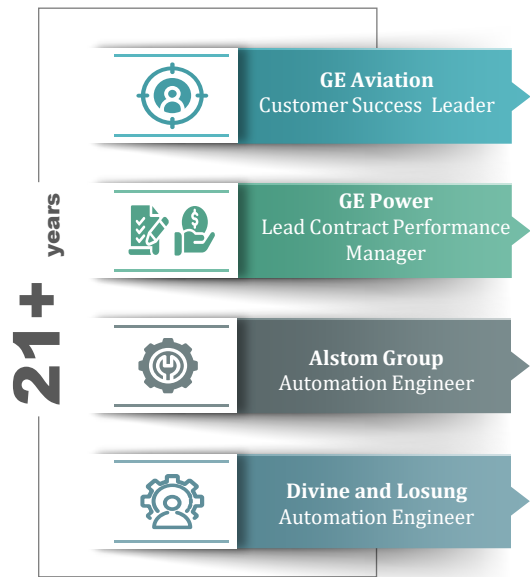 21+ years
GE Aviation
Customer Success Leader
GE Power
Lead Contract Performance
Manager
Alstom Group
Automation Engineer
Divine and Losung
Automation Engineer